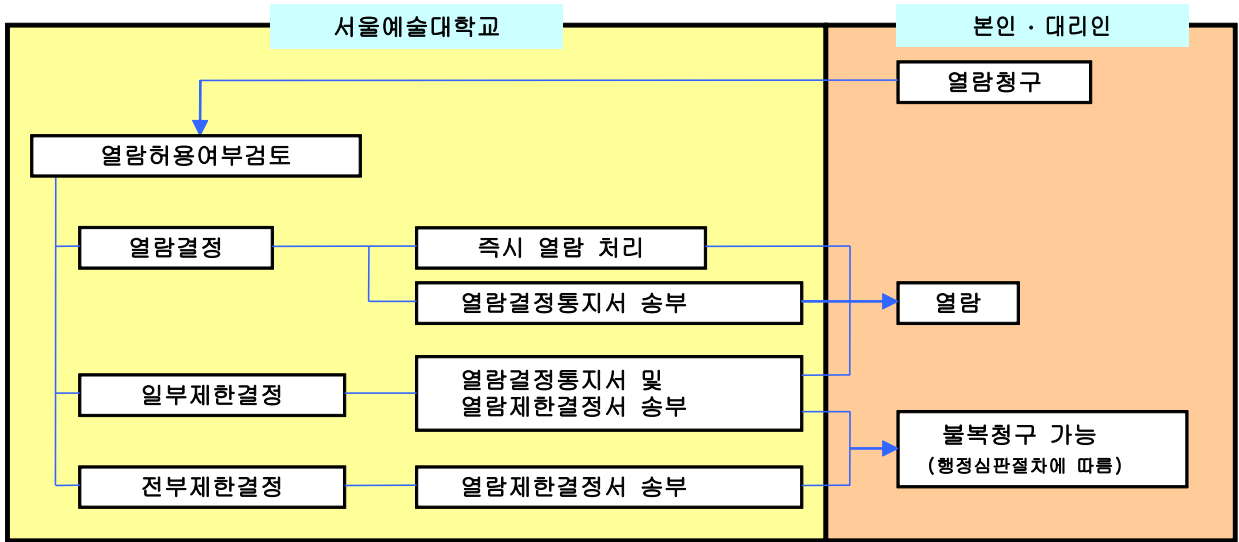 서울예술대학교
본인 · 대리인
열람청구
열람허용여부검토
열람결정
즉시 열람 처리
열람결정통지서 송부
열람
일부제한결정
열람결정통지서 및
열람제한결정서 송부
불복청구 가능
(행정심판절차에 따름)
전부제한결정
열람제한결정서 송부